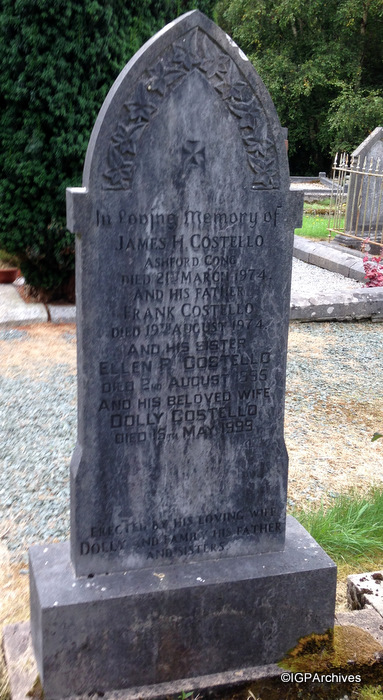 In Loving Memory of
JAMES H. COSTELLO
ASHFORD CONG
DIED 21ST MARCH 1974.
AND HIS FATHER
FRANK COSTELLO
DIED 19TH AUGUST 1974.
AND HIS SISTER
ELLEN P. COSTELLO
DIED 2ND AUGUST 1985
AND HIS BELOVED WIFE
DOLLY COSTELLO
DIED 15TH MAY 1999.
ERECTED BY HIS LOVING WIFE
DOLLY AND FAMILY, HIS FATHER
AND SISTERS
©IGPArchives